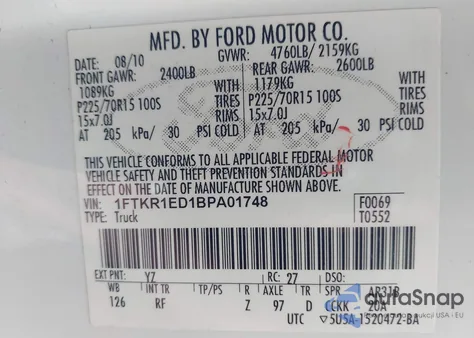 MFD. BY FORD MOTOR CO.
DATE: 08/10 GVWR: 4760LB/ 2159KG
FRONT GAWR: 2400LB REAR GAWR: 2600LB
1089KG WITH 1179KG WITH
P225/70R15 100S TIRES P225/70R15 100S TIRES
15x7.0J RIMS 15x7.0J RIMS
AT 205 kPa/ 30 PSI COLD AT 205 kPa/ 30 PSI COLD
THIS VEHICLE CONFORMS TO ALL APPLICABLE FEDERAL MOTOR
VEHICLE SAFETY AND THEFT PREVENTION STANDARDS IN
EFFECT ON THE DATE OF MANUFACTURE SHOWN ABOVE.
VIN: 1FTKR1ED1BPA01748 F0069
TYPE: Truck T0552
EXT PNT: YZ RC: 27 DSO:
WB INT TR TP/PS R AXLE TR SPR AR31B
126 RF Z 97 D CCKK 20A
UTC 5U5A-1520472-BA
autoSnap